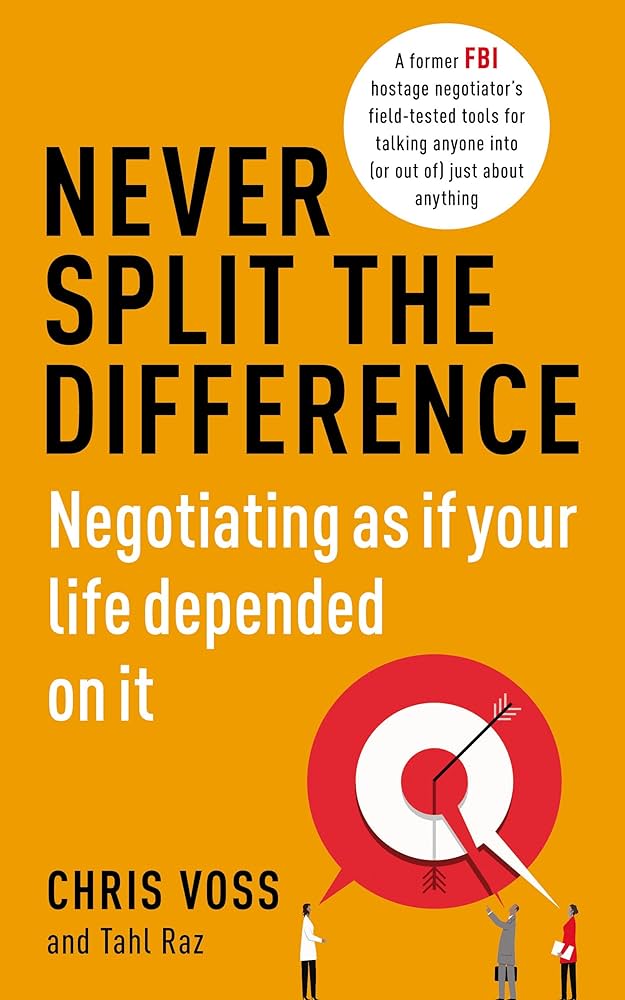 A former FBI
hostage negotiator's
field-tested tools for
talking anyone into
(or out of) just about
anything
NEVER
SPLIT THE
DIFFERENCE
Negotiating as if your
life depended
on it
CHRIS VOSS
and Tahl Raz